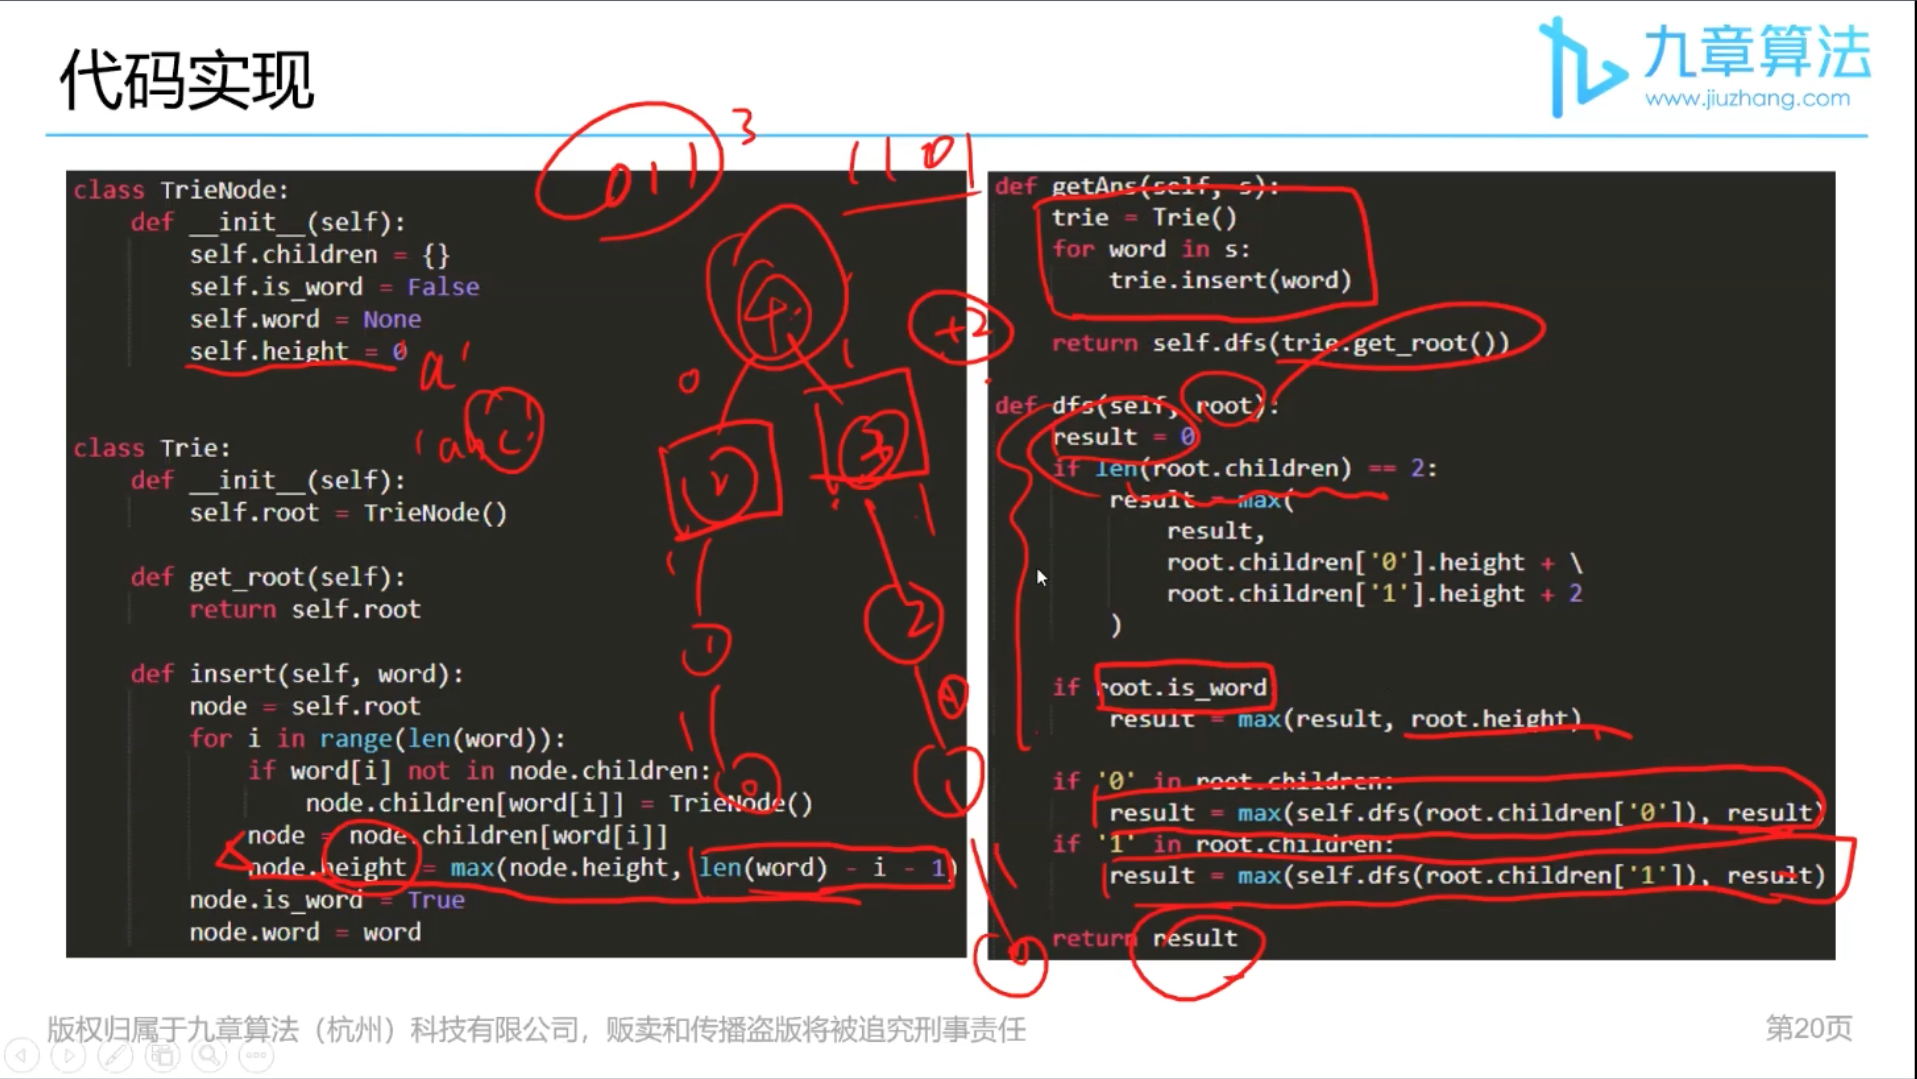 代码实现
九章算法
www.jiuzhang.com
011
3
1101
class TrieNode:
    def __init__(self):
        self.children = {}
        self.is_word = False
        self.word = None
        self.height = 0
class Trie:
    def __init__(self):
        self.root = TrieNode()
    def get_root(self):
        return self.root
    def insert(self, word):
        node = self.root
        for i in range(len(word)):
            if word[i] not in node.children:
                node.children[word[i]] = TrieNode()
            node = node.children[word[i]]
            node.height = max(node.height, len(word) - i - 1)
        node.is_word = True
        node.word = word
'a'
'abc'
4
+2
0
1
2
3
1
1
1
2
1
0
0
1
1
0
def getAns(self, s):
    trie = Trie()
    for word in s:
        trie.insert(word)
    return self.dfs(trie.get_root())
def dfs(self, root):
    result = 0
    if len(root.children) == 2:
        result = max(
            result,
            root.children['0'].height + \
            root.children['1'].height + 2
        )
    if root.is_word
        result = max(result, root.height)
    if '0' in root.children:
        result = max(self.dfs(root.children['0']), result)
    if '1' in root.children:
        result = max(self.dfs(root.children['1']), result)
    return result
版权归属于九章算法（杭州）科技有限公司，贩卖和传播盗版将被追究刑事责任
第20页